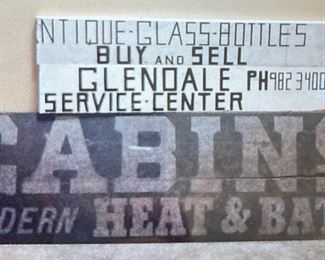 NTIQUE·GLASS·BOTTLES
BUY AND SELL
GLENDALE PH 982 3400
SERVICE·CENTER
CABINS
DERN HEAT & BAT